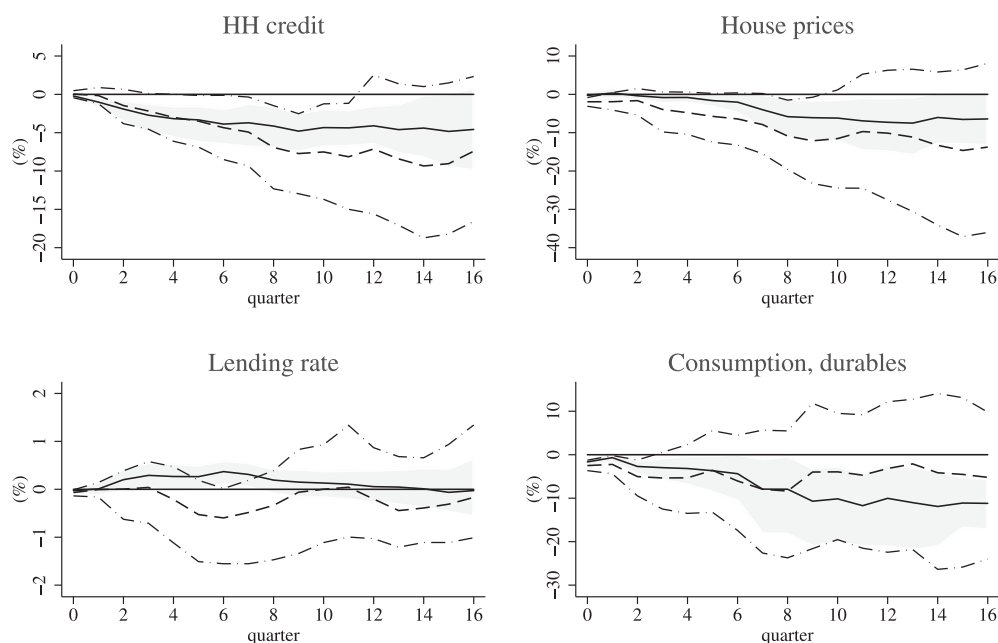 HH credit
5
0
−5
−10
−15
−20
(%)
0 2 4 6 8 10 12 14 16
quarter
House prices
10
0
−10
−20
−30
−40
(%)
0 2 4 6 8 10 12 14 16
quarter
Lending rate
2
1
0
−1
−2
(%)
0 2 4 6 8 10 12 14 16
quarter
Consumption, durables
10
0
−10
−20
−30
(%)
0 2 4 6 8 10 12 14 16
quarter